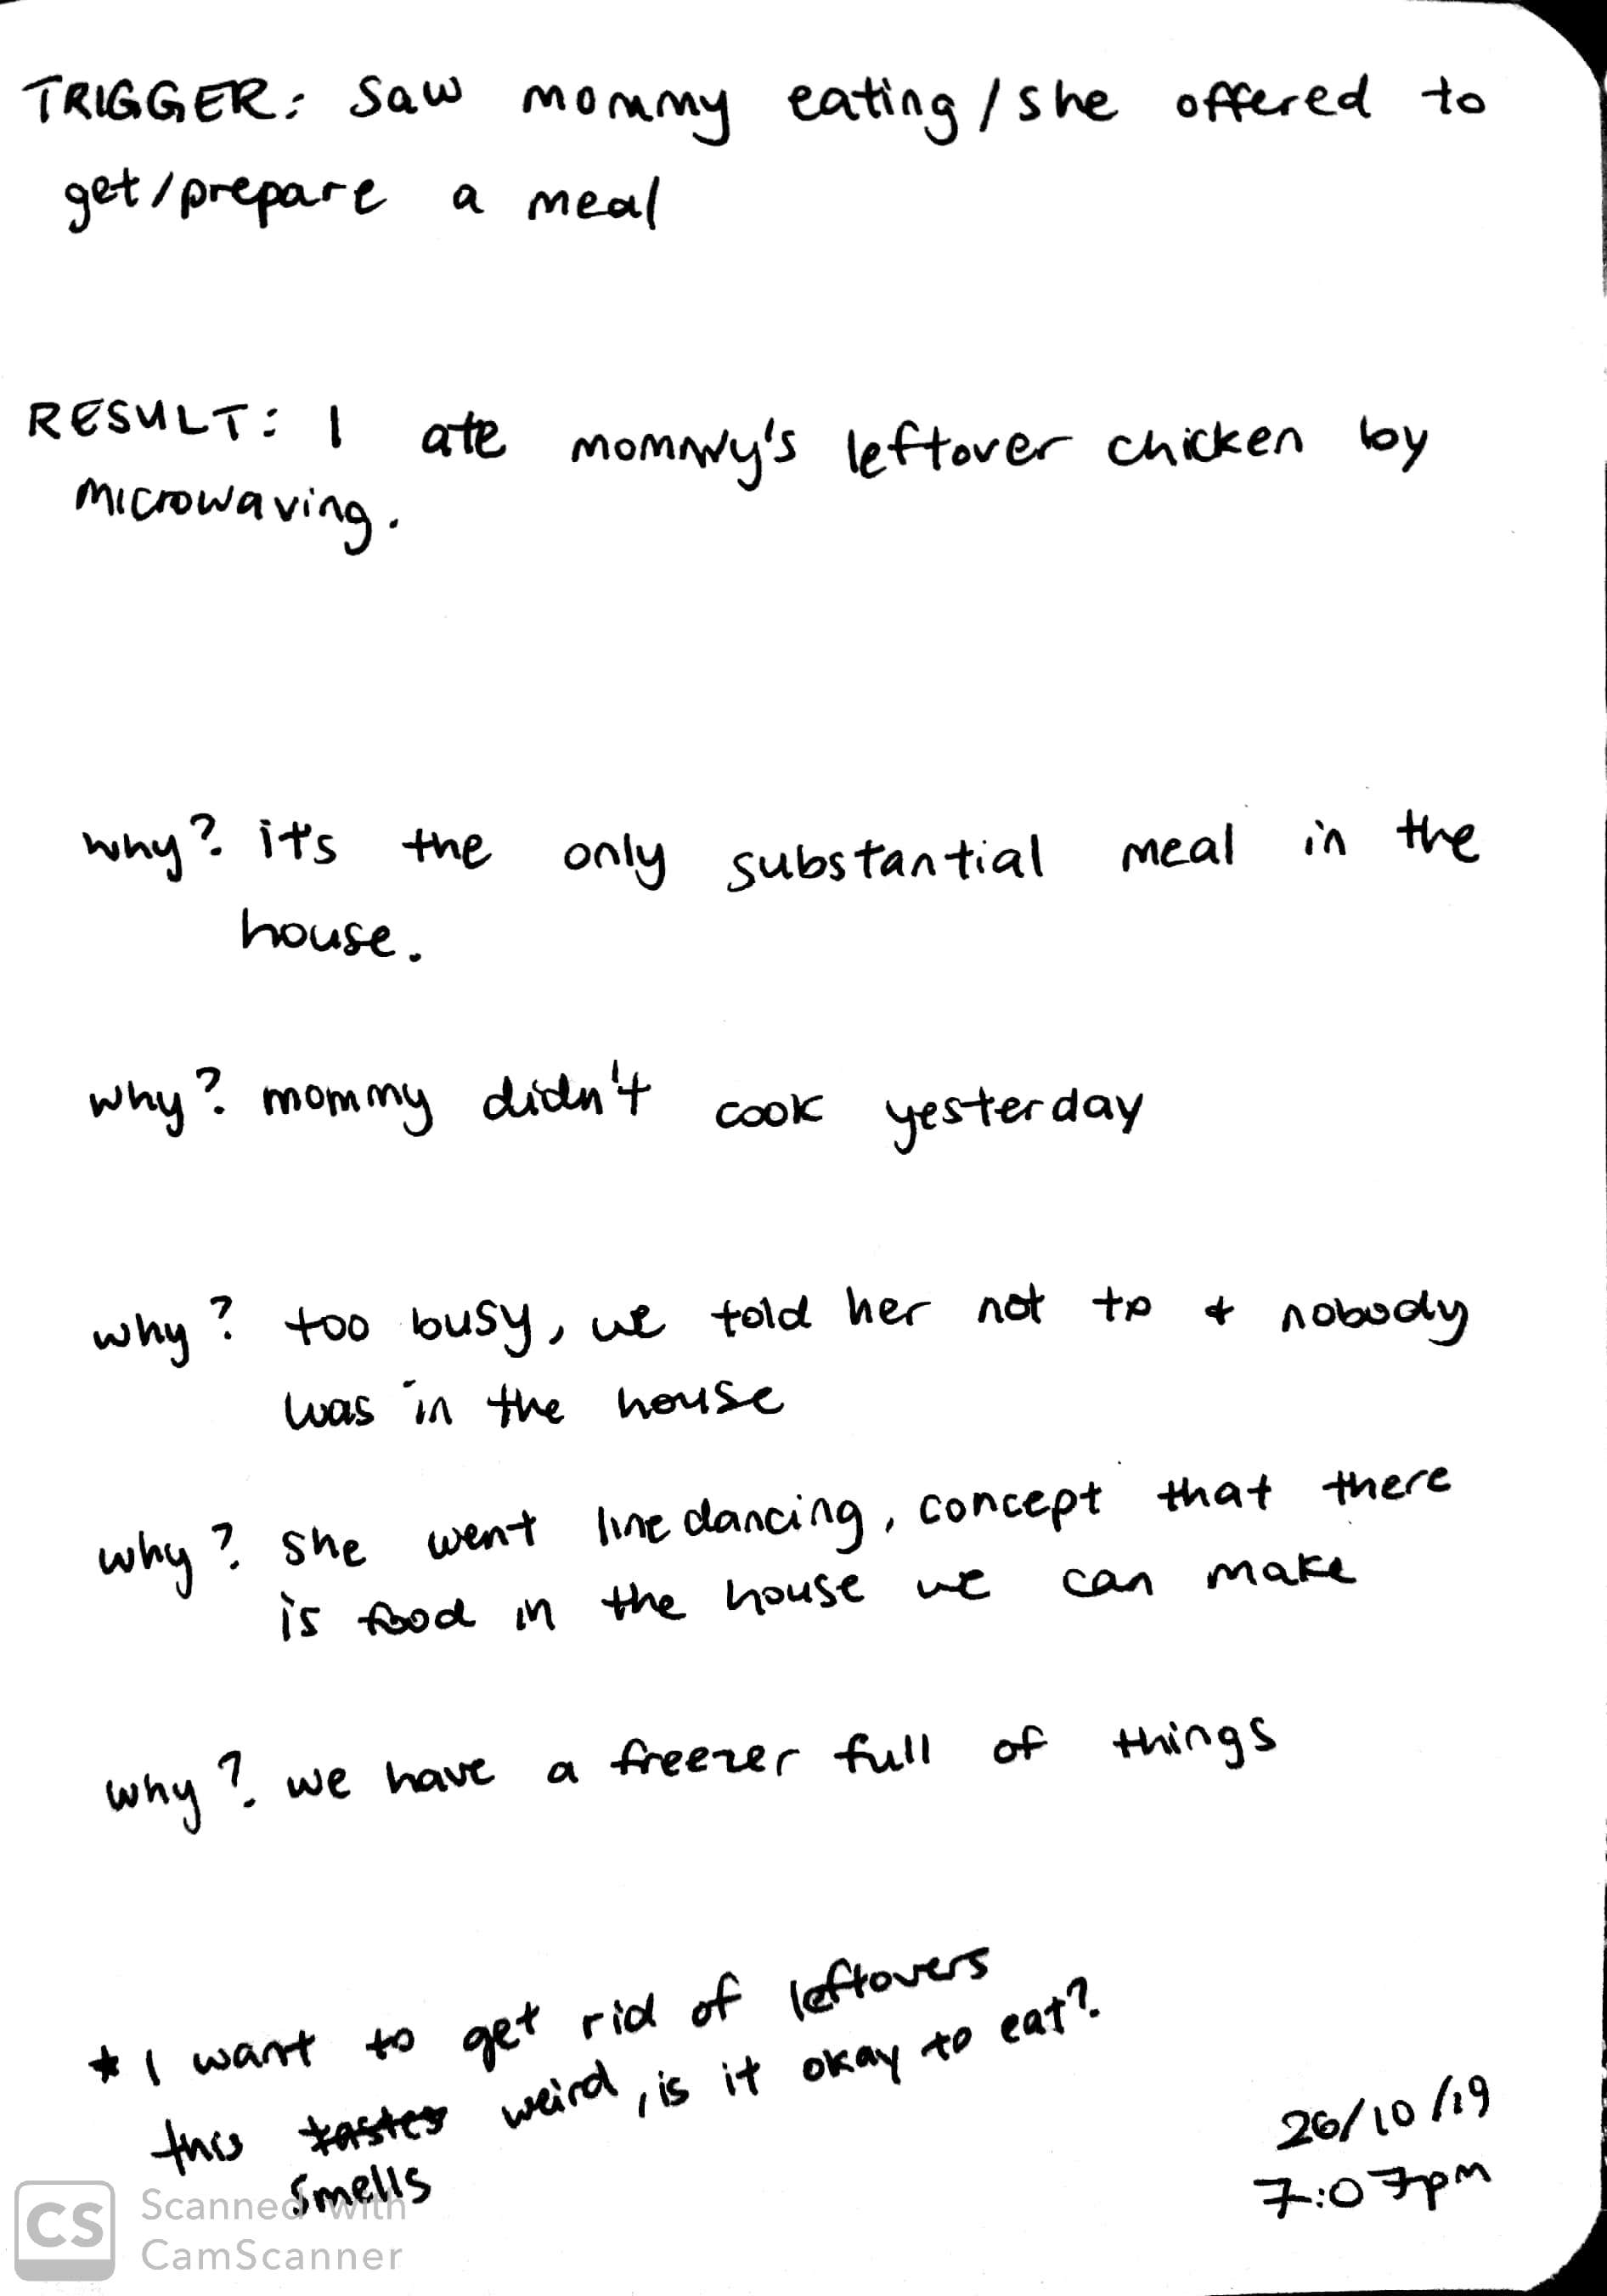 TRIGGER: Saw mommy eating / she offered to
get/prepare a meal
RESULT: I ate mommy's leftover chicken by
microwaving.
why? it's the only substantial meal in the
house.
why? mommy didn't cook yesterday
why? too busy, we told her not to & nobody
was in the house
why? she went line dancing, concept that there
is food in the house we can make
why? we have a freezer full of things
* I want to get rid of leftovers
this tastes weird, is it okay to eat?
smells
26/10/19
7:07pm
CS Scanned with
CamScanner